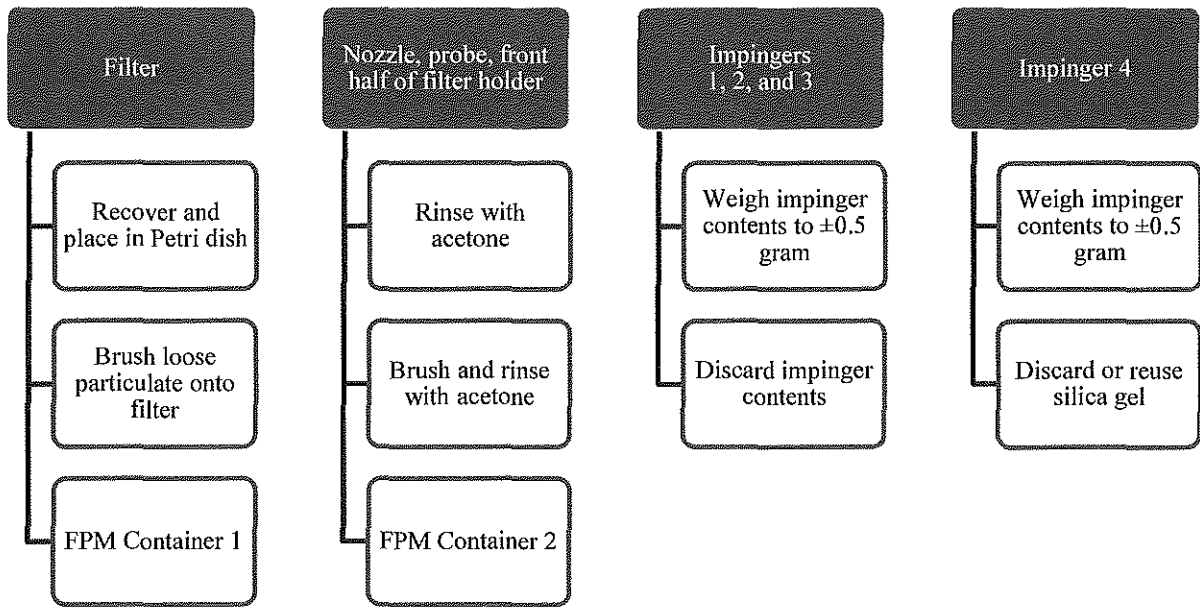 Filter
Recover and
place in Petri dish
Brush loose
particulate onto
filter
FPM Container 1
Nozzle, probe, front
half of filter holder
Rinse with
acetone
Brush and rinse
with acetone
FPM Container 2
Impingers
1, 2, and 3
Weigh impinger
contents to ±0.5
gram
Discard impinger
contents
Impinger 4
Weigh impinger
contents to ±0.5
gram
Discard or reuse
silica gel